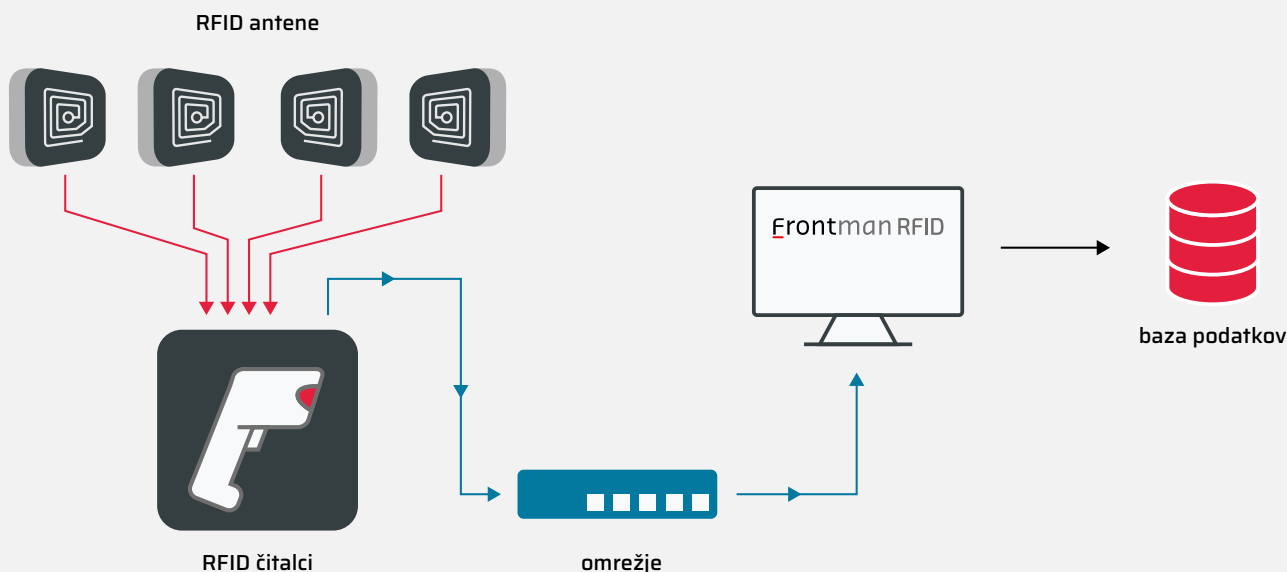 RFID antene
Frontman RFID
baza podatkov
RFID čitalci
omrežje